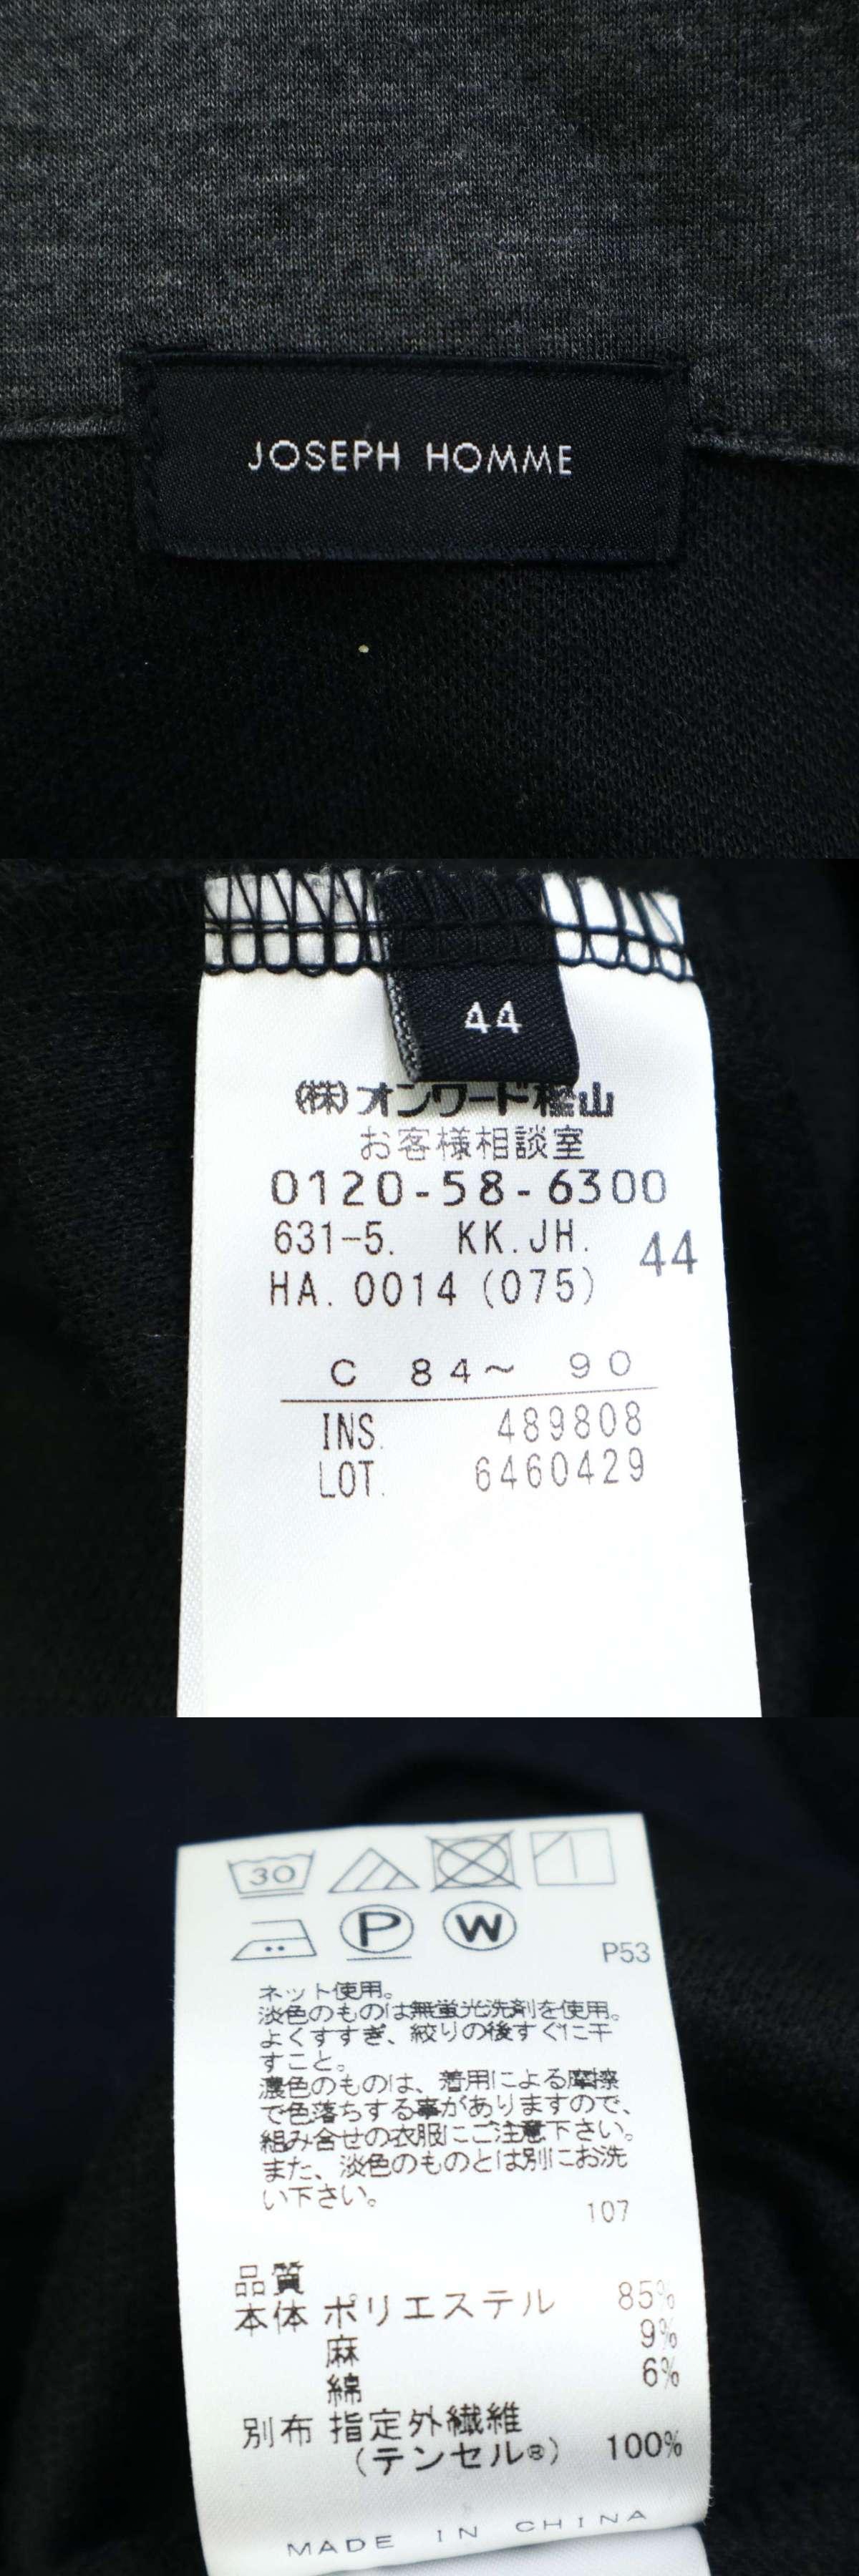 JOSEPH HOMME
44
㈱オンワード樫山
お客様相談室
0120-58-6300
631-5. KK.JH.
44
HA.0014(075)
C 84~ 90
INS. 489808
LOT. 6460429
30
P W
P53
ネット使用。
淡色のものは無蛍光洗剤を使用。
よくすすぎ、絞りの後すぐに干
すこと。
濃色のものは、着用による摩擦
で色落ちする事がありますので、
組み合せの衣服にご注意下さい。
また、淡色のものとは別にお洗
い下さい。
107
品質
本体 ポリエステル 85%
麻 9%
綿 6%
別布 指定外繊維
(テンセル®) 100%
MADE IN CHINA